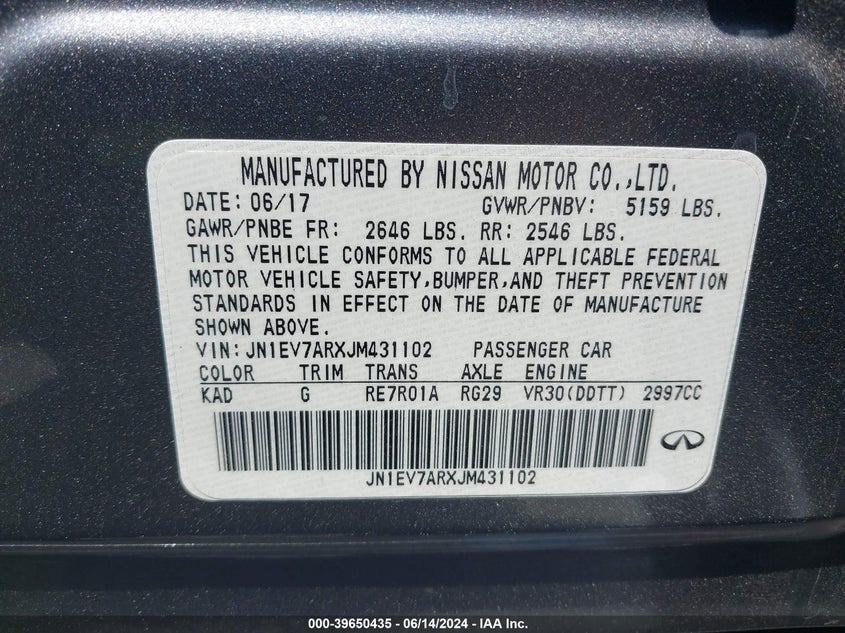 MANUFACTURED BY NISSAN MOTOR CO.,LTD.
DATE: 06/17 GVWR/PNBV: 5159 LBS.
GAWR/PNBE FR: 2646 LBS. RR: 2546 LBS.
THIS VEHICLE CONFORMS TO ALL APPLICABLE FEDERAL
MOTOR VEHICLE SAFETY,BUMPER,AND THEFT PREVENTION
STANDARDS IN EFFECT ON THE DATE OF MANUFACTURE
SHOWN ABOVE.
VIN:JN1EV7ARXJM431102 PASSENGER CAR
COLOR TRIM TRANS AXLE ENGINE
KAD G RE7R01A RG29 VR30(DDTT) 2997CC
JN1EV7ARXJM431102
000-39650435 - 06/14/2024 - IAA Inc.